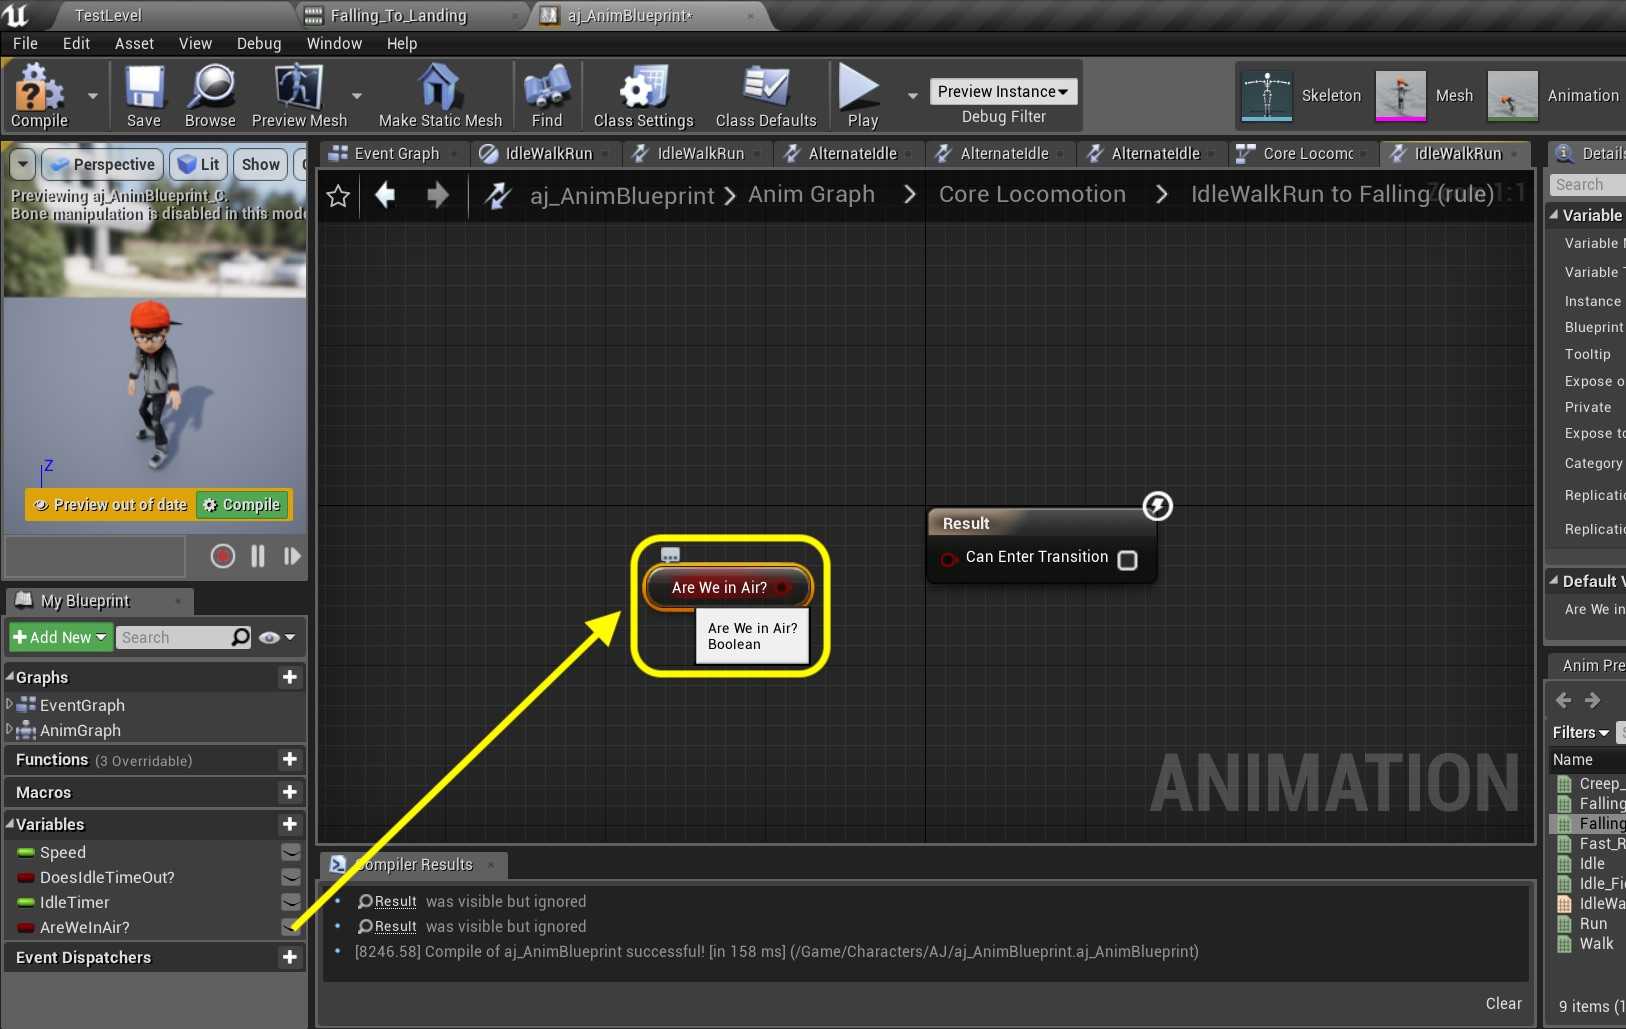 TestLevel
Falling_To_Landing
aj_AnimBlueprint*
File Edit Asset View Debug Window Help
Compile
Save
Browse
Preview Mesh
Make Static Mesh
Find
Class Settings
Class Defaults
Play
Preview Instance
Debug Filter
Skeleton
Mesh
Animation
Perspective
Lit
Show
Previewing aj_AnimBlueprint_C.
Bone manipulation is disabled in this mode
Z
Preview out of date
Compile
Event Graph
IdleWalkRun
IdleWalkRun
AlternateIdle
AlternateIdle
AlternateIdle
Core Locomo
IdleWalkRun
aj_AnimBlueprint > Anim Graph > Core Locomotion > IdleWalkRun to Falling (rule)
Are We in Air?
Are We in Air?
Boolean
Result
Can Enter Transition
ANIMATION
My Blueprint
+ Add New
Search
Graphs
EventGraph
AnimGraph
Functions (3 Overridable)
Macros
Variables
Speed
DoesIdleTimeOut?
IdleTimer
AreWeInAir?
Event Dispatchers
Compiler Results
Result was visible but ignored
Result was visible but ignored
[8246.58] Compile of aj_AnimBlueprint successful! [in 158 ms] (/Game/Characters/AJ/aj_AnimBlueprint.aj_AnimBlueprint)
Clear
Details
Search
Variable
Variable
Variable
Instance
Blueprint
Tooltip
Expose
Private
Expose
Category
Replicati
Replicati
Default V
Are We in
Anim Pre
Filters
Name
Creep_
Falling
Falling
Fast_R
Idle
Idle_Fi
IdleWa
Run
Walk
9 items (1